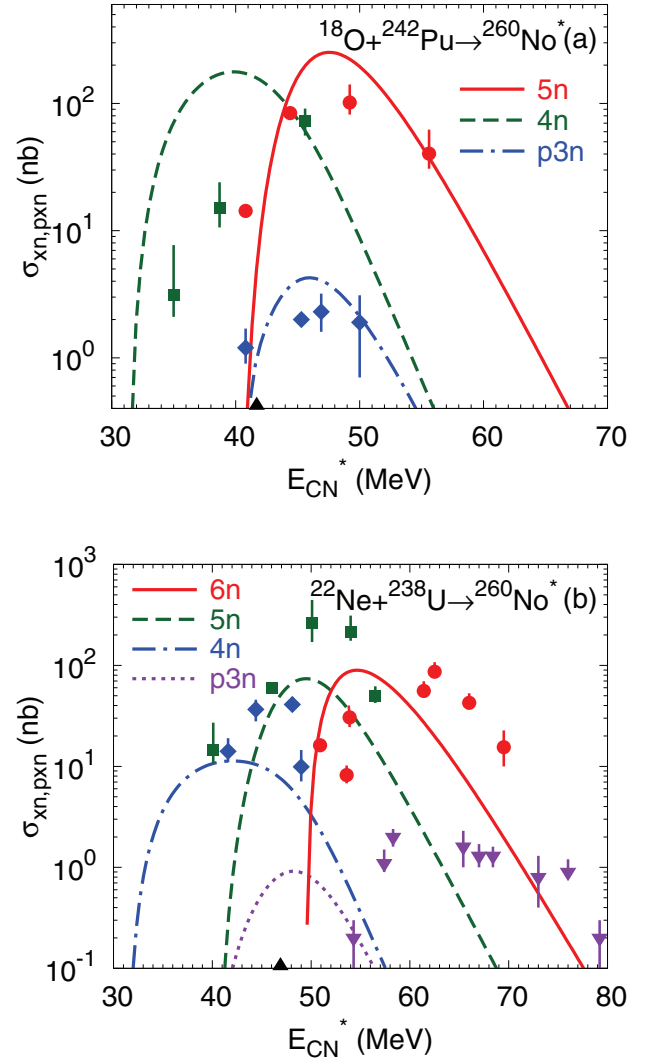 ¹⁸O+²⁴²Pu→²⁶⁰No*(a)
5n
4n
p3n
10²
10¹
10⁰
σxn,pxn (nb)
30 40 50 60 70
E_CN* (MeV)
²²Ne+²³⁸U→²⁶⁰No* (b)
6n
5n
4n
p3n
10³
10²
10¹
10⁰
10⁻¹
σxn,pxn (nb)
30 40 50 60 70 80
E_CN* (MeV)